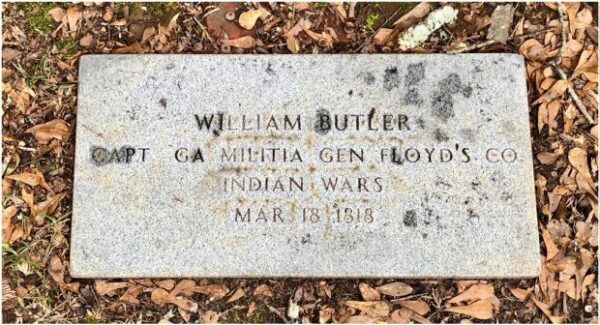 WILLIAM BUTLER
CAPT GA MILITIA GEN FLOYD'S CO
INDIAN WARS
MAR 18 1818